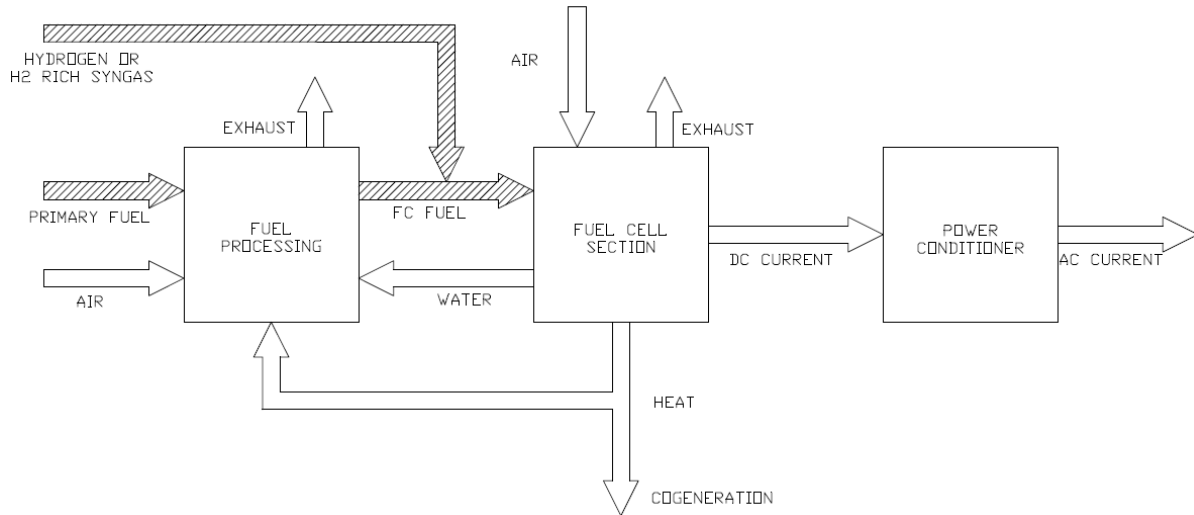 HYDROGEN OR
H2 RICH SYNGAS
AIR
EXHAUST
EXHAUST
PRIMARY FUEL
FUEL
PROCESSING
FC FUEL
FUEL CELL
SECTION
DC CURRENT
POWER
CONDITIONER
AC CURRENT
AIR
WATER
HEAT
COGENERATION